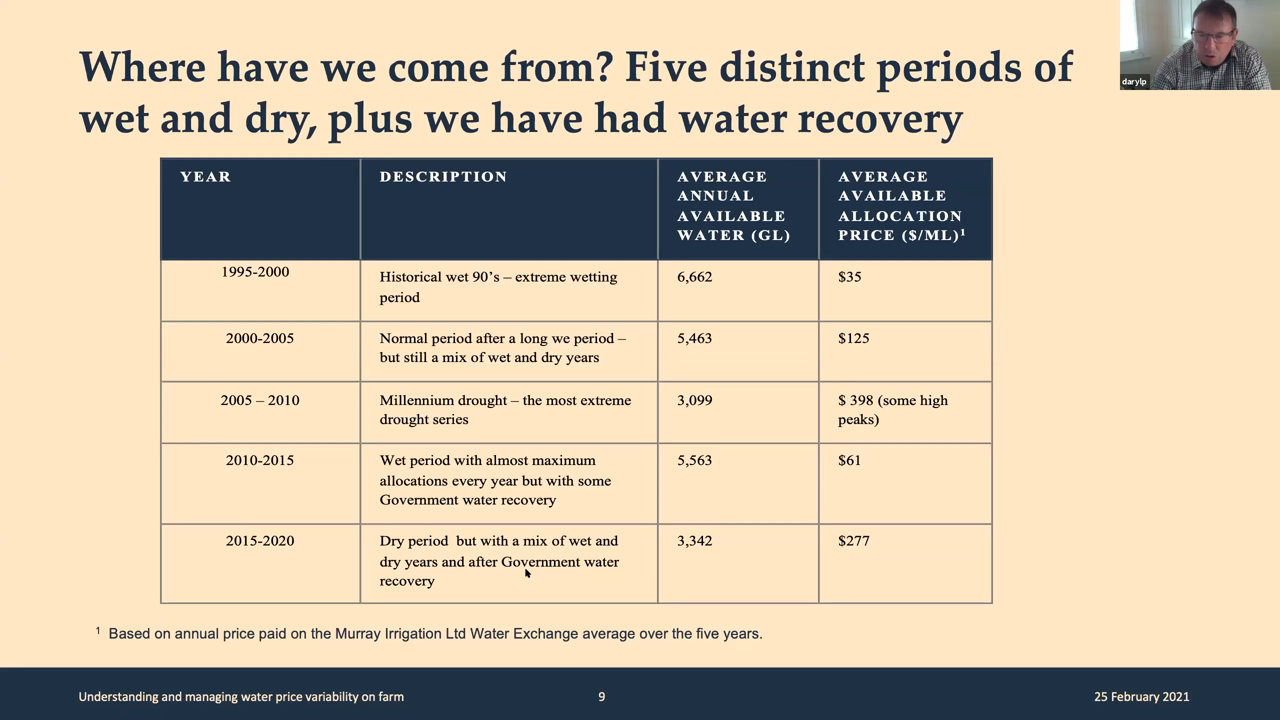 Where have we come from? Five distinct periods of
wet and dry, plus we have had water recovery
darylp
YEAR
DESCRIPTION
AVERAGE
ANNUAL
AVAILABLE
WATER (GL)
AVERAGE
AVAILABLE
ALLOCATION
PRICE ($/ML)¹
1995-2000
Historical wet 90's – extreme wetting
period
6,662
$35
2000-2005
Normal period after a long we period –
but still a mix of wet and dry years
5,463
$125
2005 – 2010
Millennium drought – the most extreme
drought series
3,099
$ 398 (some high
peaks)
2010-2015
Wet period with almost maximum
allocations every year but with some
Government water recovery
5,563
$61
2015-2020
Dry period  but with a mix of wet and
dry years and after Government water
recovery
3,342
$277
¹ Based on annual price paid on the Murray Irrigation Ltd Water Exchange average over the five years.
Understanding and managing water price variability on farm
9
25 February 2021